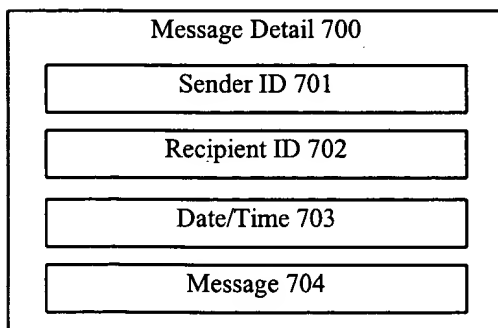 Message Detail 700
Sender ID 701
Recipient ID 702
Date/Time 703
Message 704